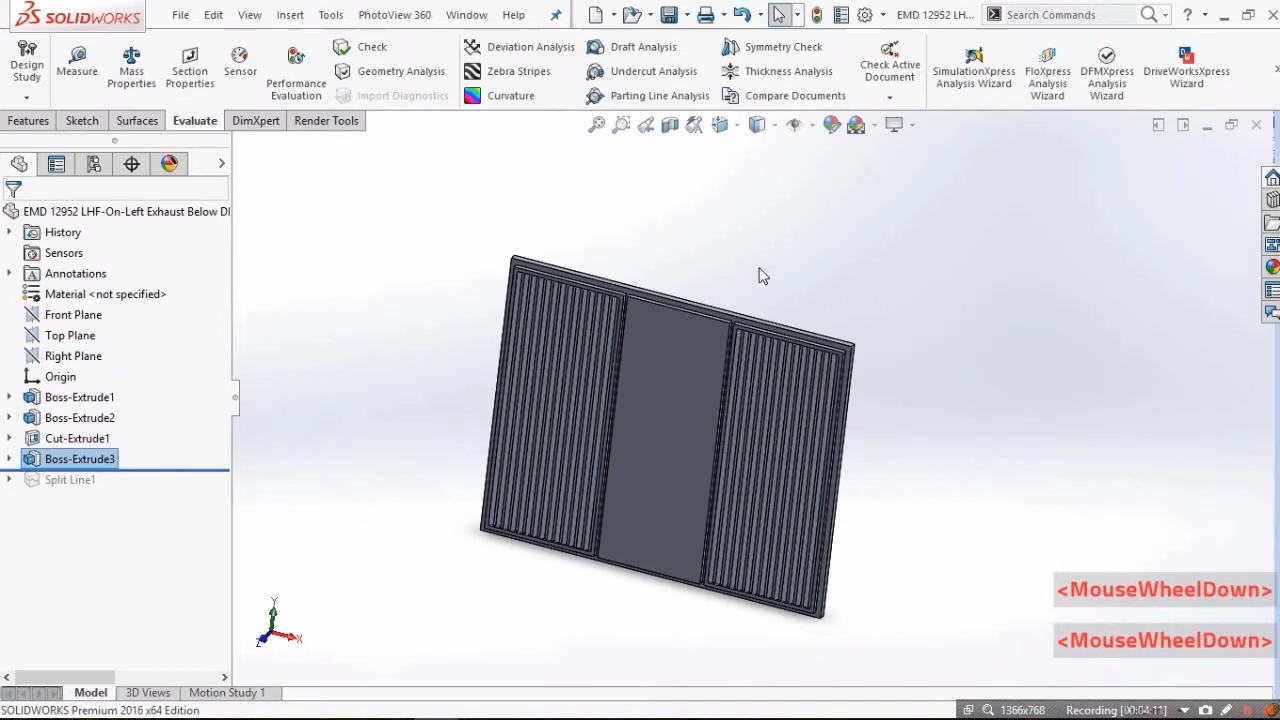 SOLIDWORKS File Edit View Insert Tools PhotoView 360 Window Help EMD 12952 LH... Search Commands ?
Design Study
Measure
Mass Properties
Section Properties
Sensor
Performance Evaluation
Check
Geometry Analysis
Import Diagnostics
Deviation Analysis
Zebra Stripes
Curvature
Draft Analysis
Undercut Analysis
Parting Line Analysis
Symmetry Check
Thickness Analysis
Compare Documents
Check Active Document
SimulationXpress Analysis Wizard
FloXpress Analysis Wizard
DFMXpress Analysis Wizard
DriveWorksXpress Wizard
Features Sketch Surfaces Evaluate DimXpert Render Tools
EMD 12952 LHF-On-Left Exhaust Below DI
History
Sensors
Annotations
Material <not specified>
Front Plane
Top Plane
Right Plane
Origin
Boss-Extrude1
Boss-Extrude2
Cut-Extrude1
Boss-Extrude3
Split Line1
Y
X
Z
<MouseWheelDown>
<MouseWheelDown>
Model 3D Views Motion Study 1
SOLIDWORKS Premium 2016 x64 Edition
1366x768 Recording [00:04:11]